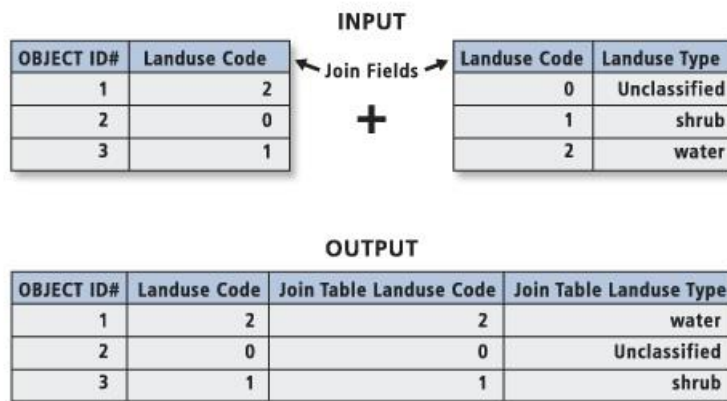 INPUT
OBJECT ID# Landuse Code
1 2
2 0
3 1
Join Fields
+
Landuse Code Landuse Type
0 Unclassified
1 shrub
2 water
OUTPUT
OBJECT ID# Landuse Code Join Table Landuse Code Join Table Landuse Type
1 2 2 water
2 0 0 Unclassified
3 1 1 shrub